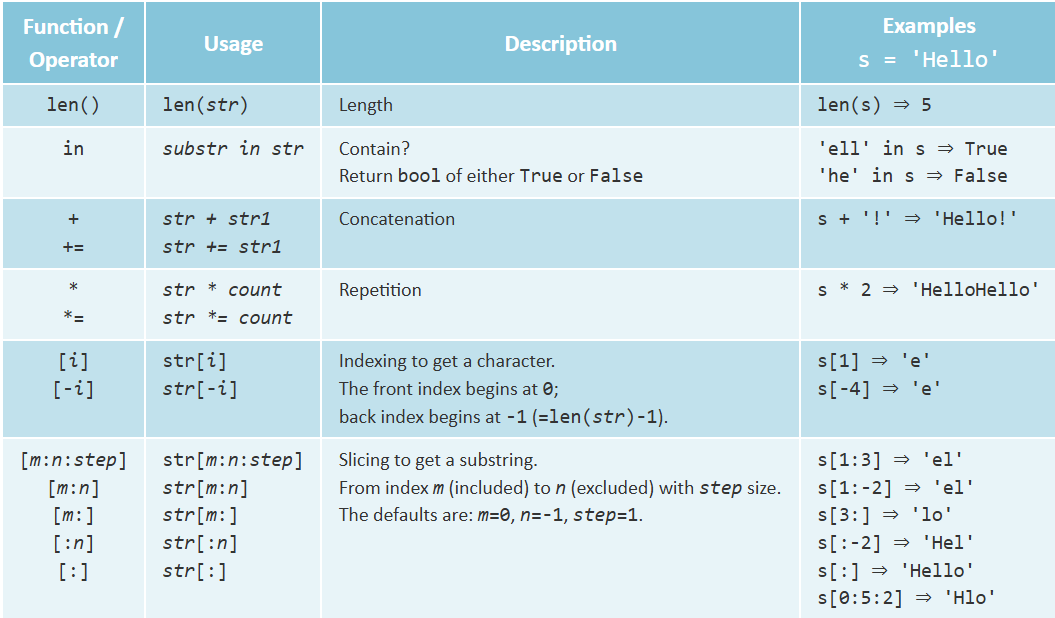 Function /
Operator
Usage
Description
Examples
s = 'Hello'
len()
len(str)
Length
len(s) ⇒ 5
in
substr in str
Contain?
Return bool of either True or False
'ell' in s ⇒ True
'he' in s ⇒ False
+
+=
str + str1
str += str1
Concatenation
s + '!' ⇒ 'Hello!'
*
*=
str * count
str *= count
Repetition
s * 2 ⇒ 'HelloHello'
[i]
[-i]
str[i]
str[-i]
Indexing to get a character.
The front index begins at 0;
back index begins at -1 (=len(str)-1).
s[1] ⇒ 'e'
s[-4] ⇒ 'e'
[m:n:step]
[m:n]
[m:]
[:n]
[:]
str[m:n:step]
str[m:n]
str[m:]
str[:n]
str[:]
Slicing to get a substring.
From index m (included) to n (excluded) with step size.
The defaults are: m=0, n=-1, step=1.
s[1:3] ⇒ 'el'
s[1:-2] ⇒ 'el'
s[3:] ⇒ 'lo'
s[:-2] ⇒ 'Hel'
s[:] ⇒ 'Hello'
s[0:5:2] ⇒ 'Hlo'